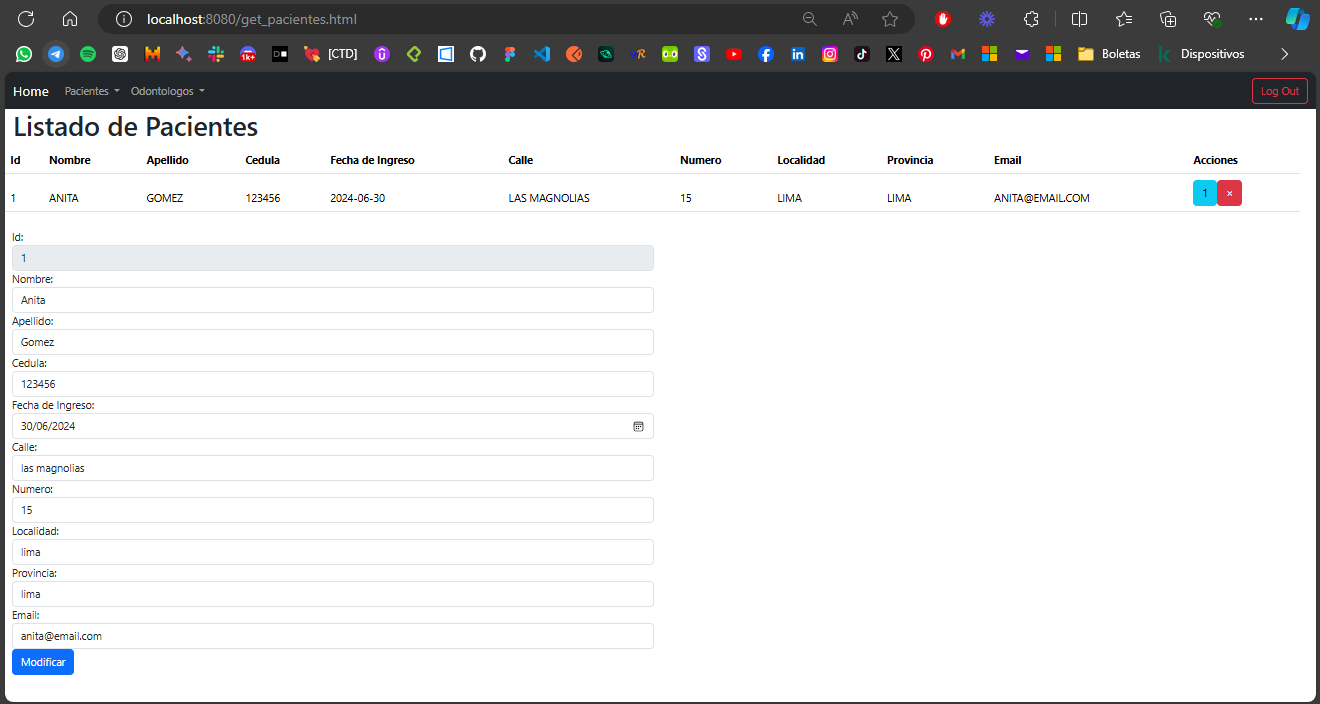 localhost:8080/get_pacientes.html
1k+ [CTD] Boletas Dispositivos
Home Pacientes Odontologos Log Out
Listado de Pacientes
Id Nombre Apellido Cedula Fecha de Ingreso Calle Numero Localidad Provincia Email Acciones
1 ANITA GOMEZ 123456 2024-06-30 LAS MAGNOLIAS 15 LIMA LIMA ANITA@EMAIL.COM 1 ×
Id:
1
Nombre:
Anita
Apellido:
Gomez
Cedula:
123456
Fecha de Ingreso:
30/06/2024
Calle:
las magnolias
Numero:
15
Localidad:
lima
Provincia:
lima
Email:
anita@email.com
Modificar